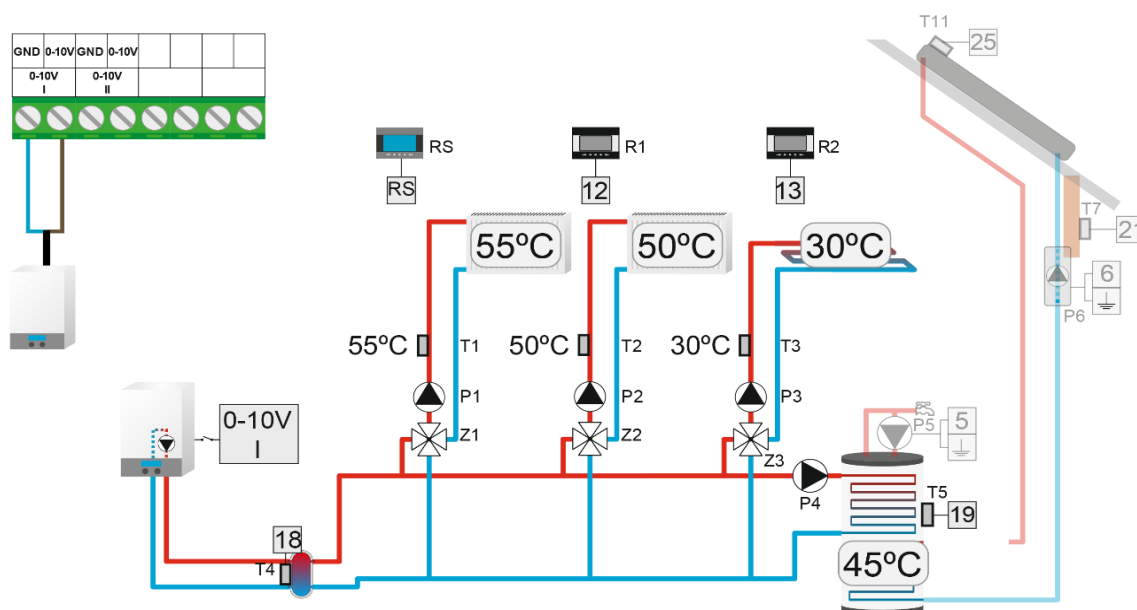 GND 0-10V GND 0-10V
0-10V 0-10V
I II
T11 25
RS R1 R2
RS 12 13
T7
21
6
P6
55ºC 50ºC 30ºC
55ºC T1 50ºC T2 30ºC T3
P1 P2 P3
0-10V
I
Z1 Z2 Z3
P5 5
P4
T5
19
18
T4
45ºC